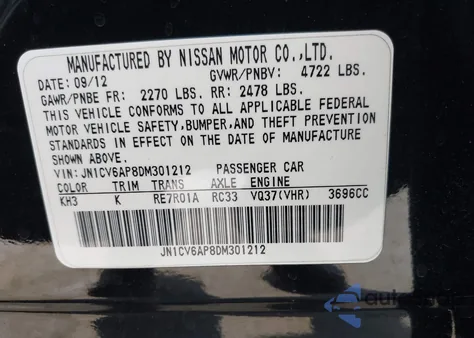 MANUFACTURED BY NISSAN MOTOR CO.,LTD.
DATE: 09/12 GVWR/PNBV: 4722 LBS.
GAWR/PNBE FR: 2270 LBS. RR: 2478 LBS.
THIS VEHICLE CONFORMS TO ALL APPLICABLE FEDERAL
MOTOR VEHICLE SAFETY,BUMPER,AND THEFT PREVENTION
STANDARDS IN EFFECT ON THE DATE OF MANUFACTURE
SHOWN ABOVE.
VIN: JN1CV6AP8DM301212 PASSENGER CAR
COLOR TRIM TRANS AXLE ENGINE
KH3 K RE7R01A RC33 VQ37(VHR) 3696CC
JN1CV6AP8DM301212